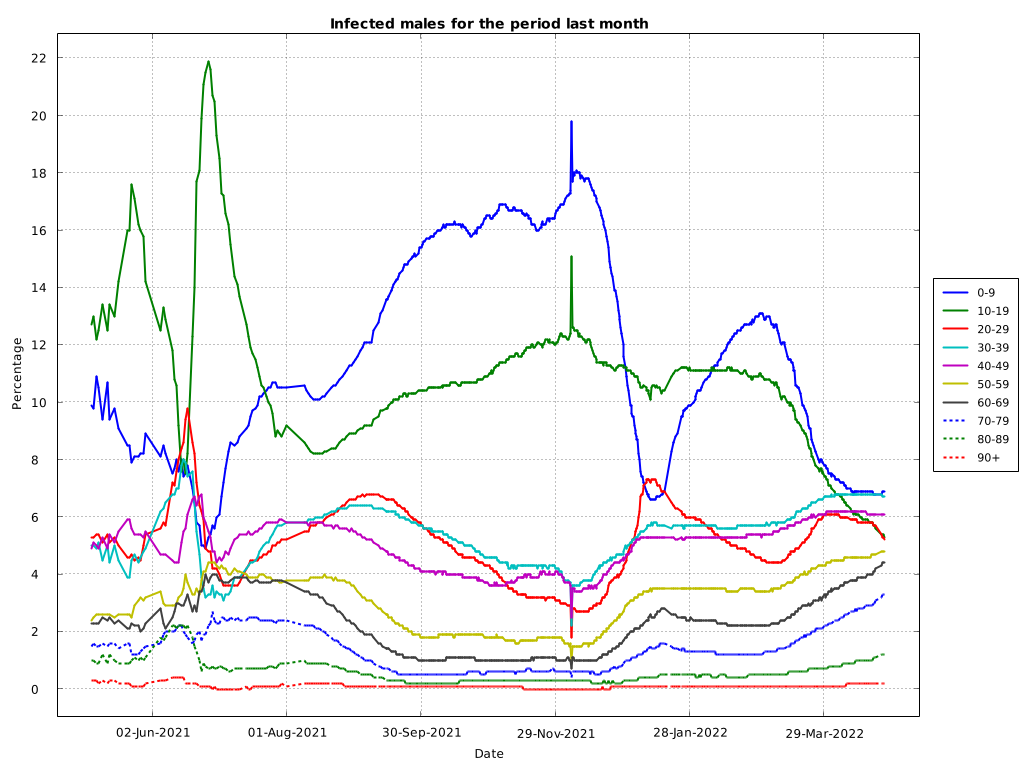 Infected males for the period last month
Percentage
22
20
18
16
14
12
10
8
6
4
2
0
02-Jun-2021
01-Aug-2021
30-Sep-2021
29-Nov-2021
28-Jan-2022
29-Mar-2022
Date
0-9
10-19
20-29
30-39
40-49
50-59
60-69
70-79
80-89
90+